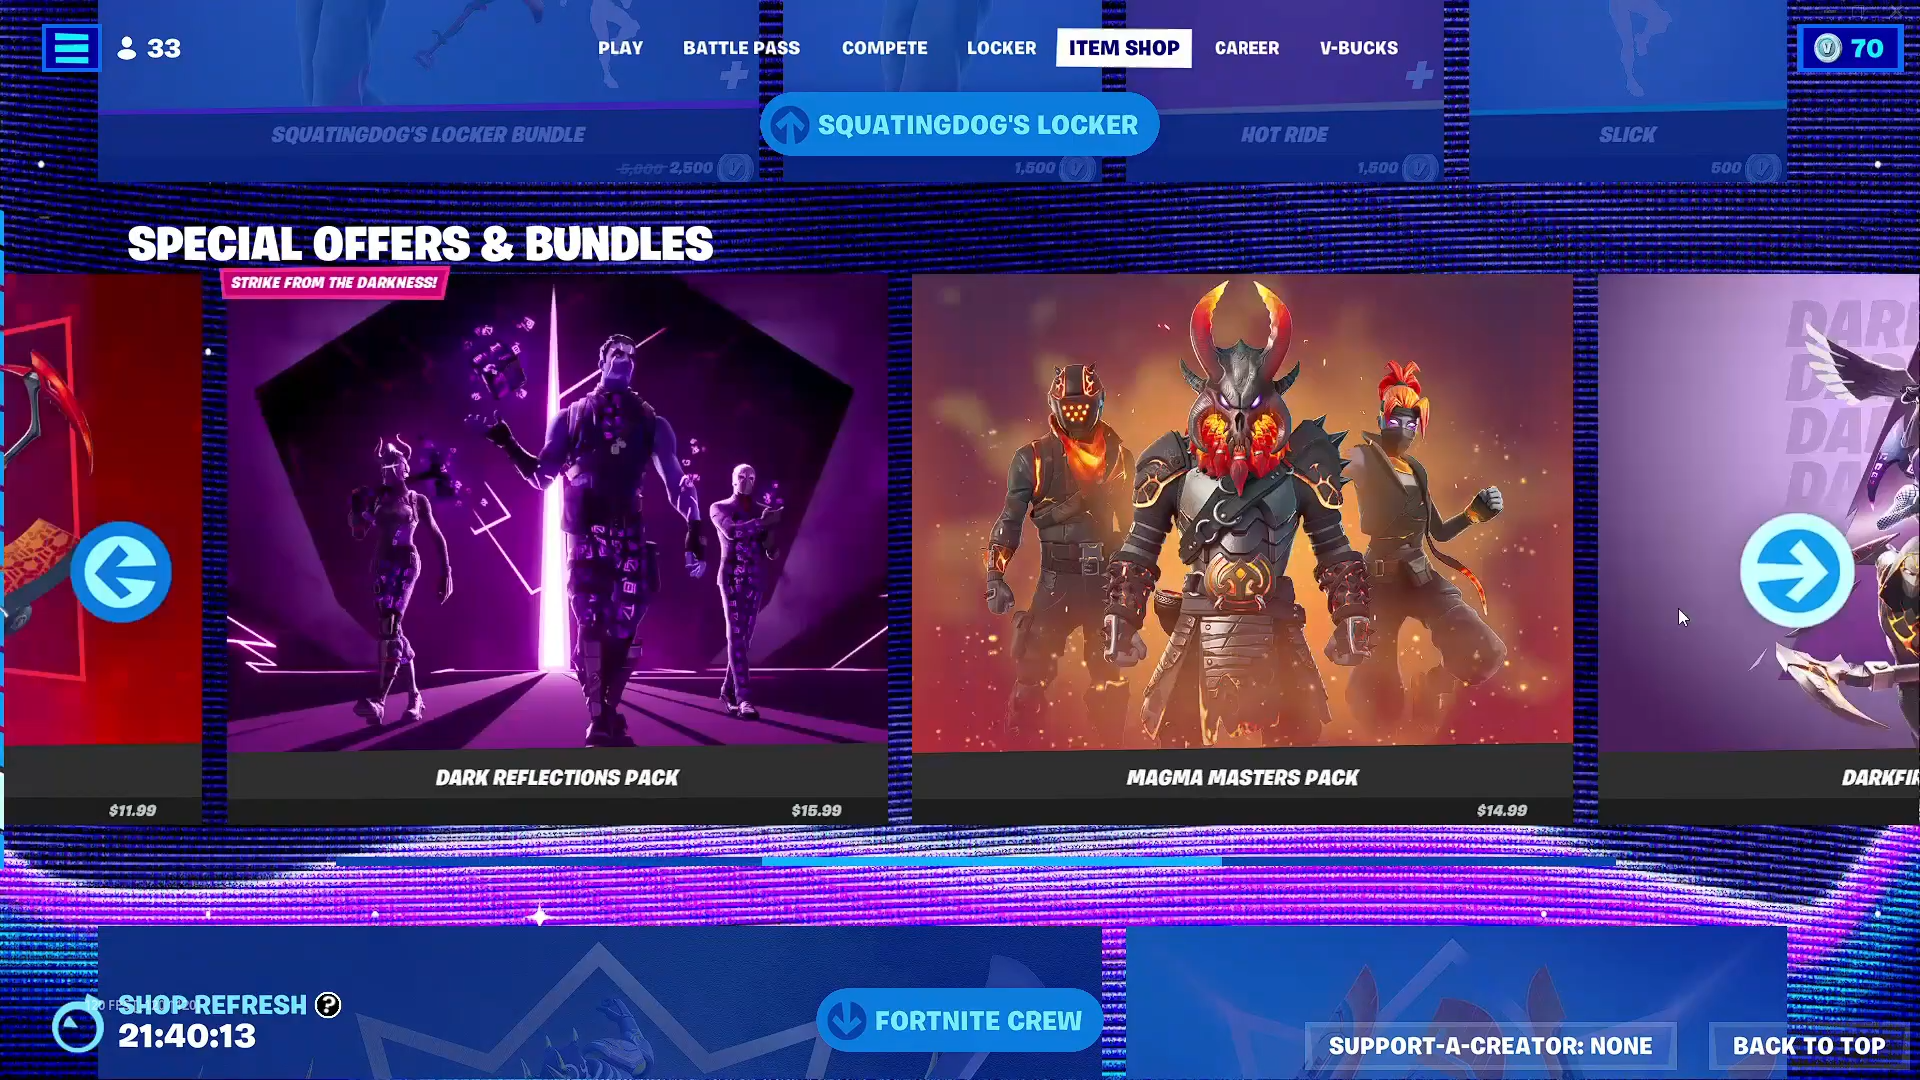 33
PLAY
BATTLE PASS
COMPETE
LOCKER
ITEM SHOP
CAREER
V-BUCKS
70
SQUATINGDOG'S LOCKER
SQUATINGDOG'S LOCKER BUNDLE
HOT RIDE
SLICK
5,000 2,500
1,500
1,500
500
SPECIAL OFFERS & BUNDLES
STRIKE FROM THE DARKNESS!
DARK REFLECTIONS PACK
MAGMA MASTERS PACK
$11.99
$15.99
$14.99
SHOP REFRESH ?
21:40:13
FORTNITE CREW
SUPPORT-A-CREATOR: NONE
BACK TO TOP